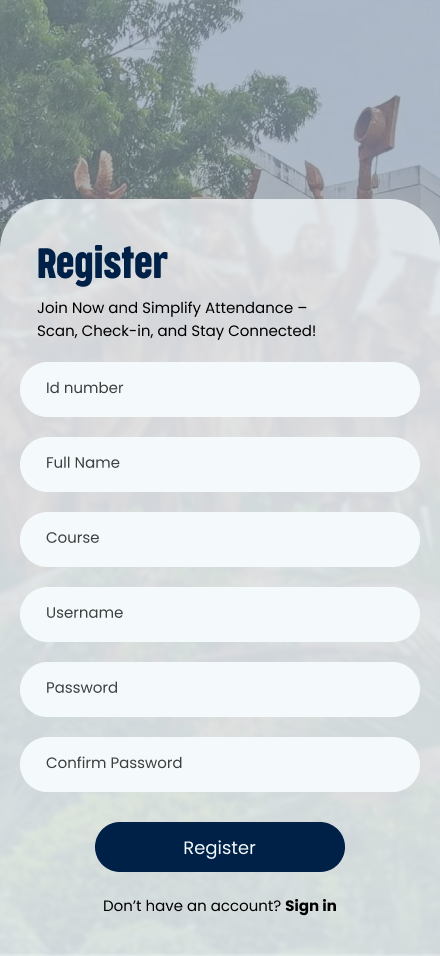 Register
Join Now and Simplify Attendance –
Scan, Check-in, and Stay Connected!
Id number
Full Name
Course
Username
Password
Confirm Password
Register
Don’t have an account? Sign in